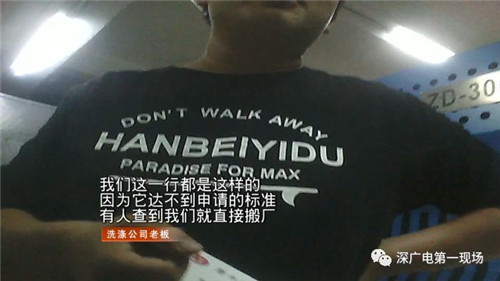 DON'T WALK AWAY
HANBEIYIDU
PARADISE FOR MAX
ZD-30
我们这一行都是这样的
因为它达不到申请的标准
有人查到我们就直接搬厂
洗涤公司老板
深广电第一现场